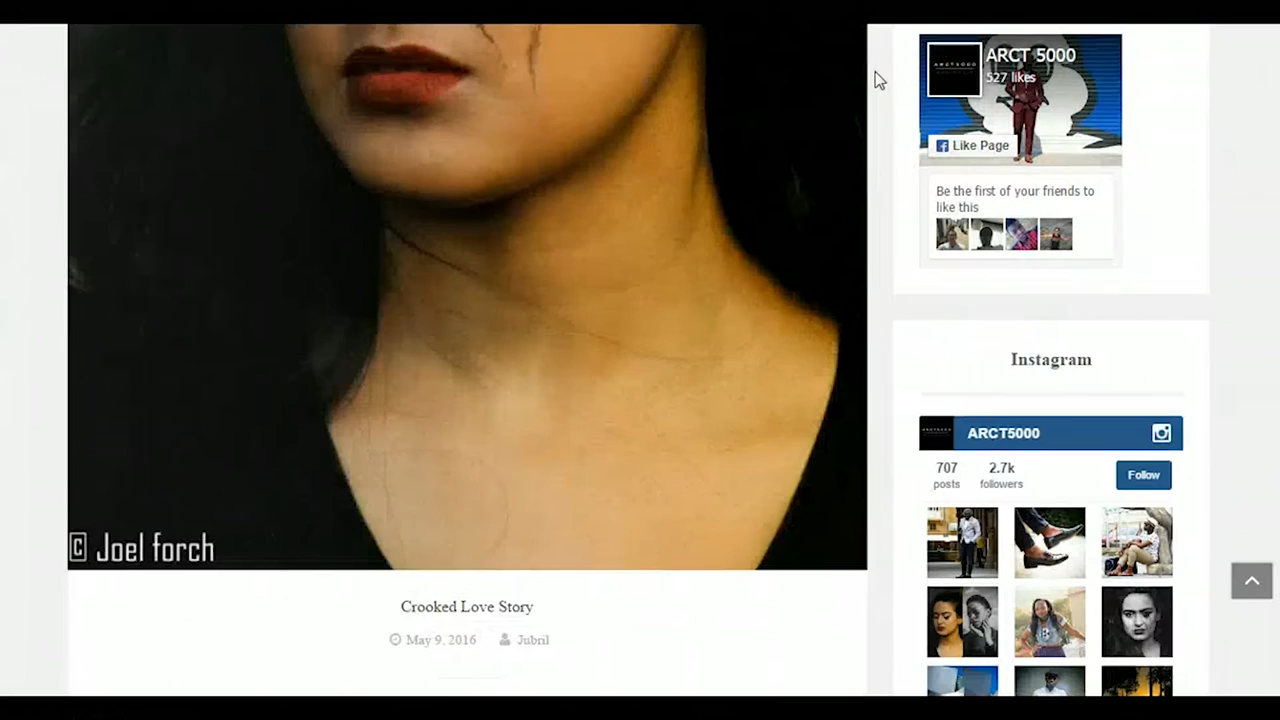 © Joel forch
Crooked Love Story
May 9, 2016 Jubril
ARCT5000
ARCT 5000
527 likes
Like Page
Be the first of your friends to
like this
Instagram
ARCT5000
707
posts
2.7k
followers
Follow